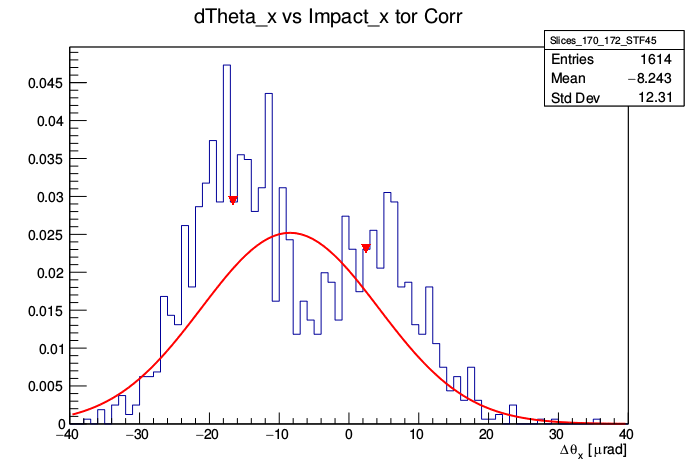 dTheta_x vs Impact_x tor Corr
Slices_170_172_STF45
Entries 1614
Mean −8.243
Std Dev 12.31
0.045
0.04
0.035
0.03
0.025
0.02
0.015
0.01
0.005
0
−40 −30 −20 −10 0 10 20 30 40
Δθx [μrad]